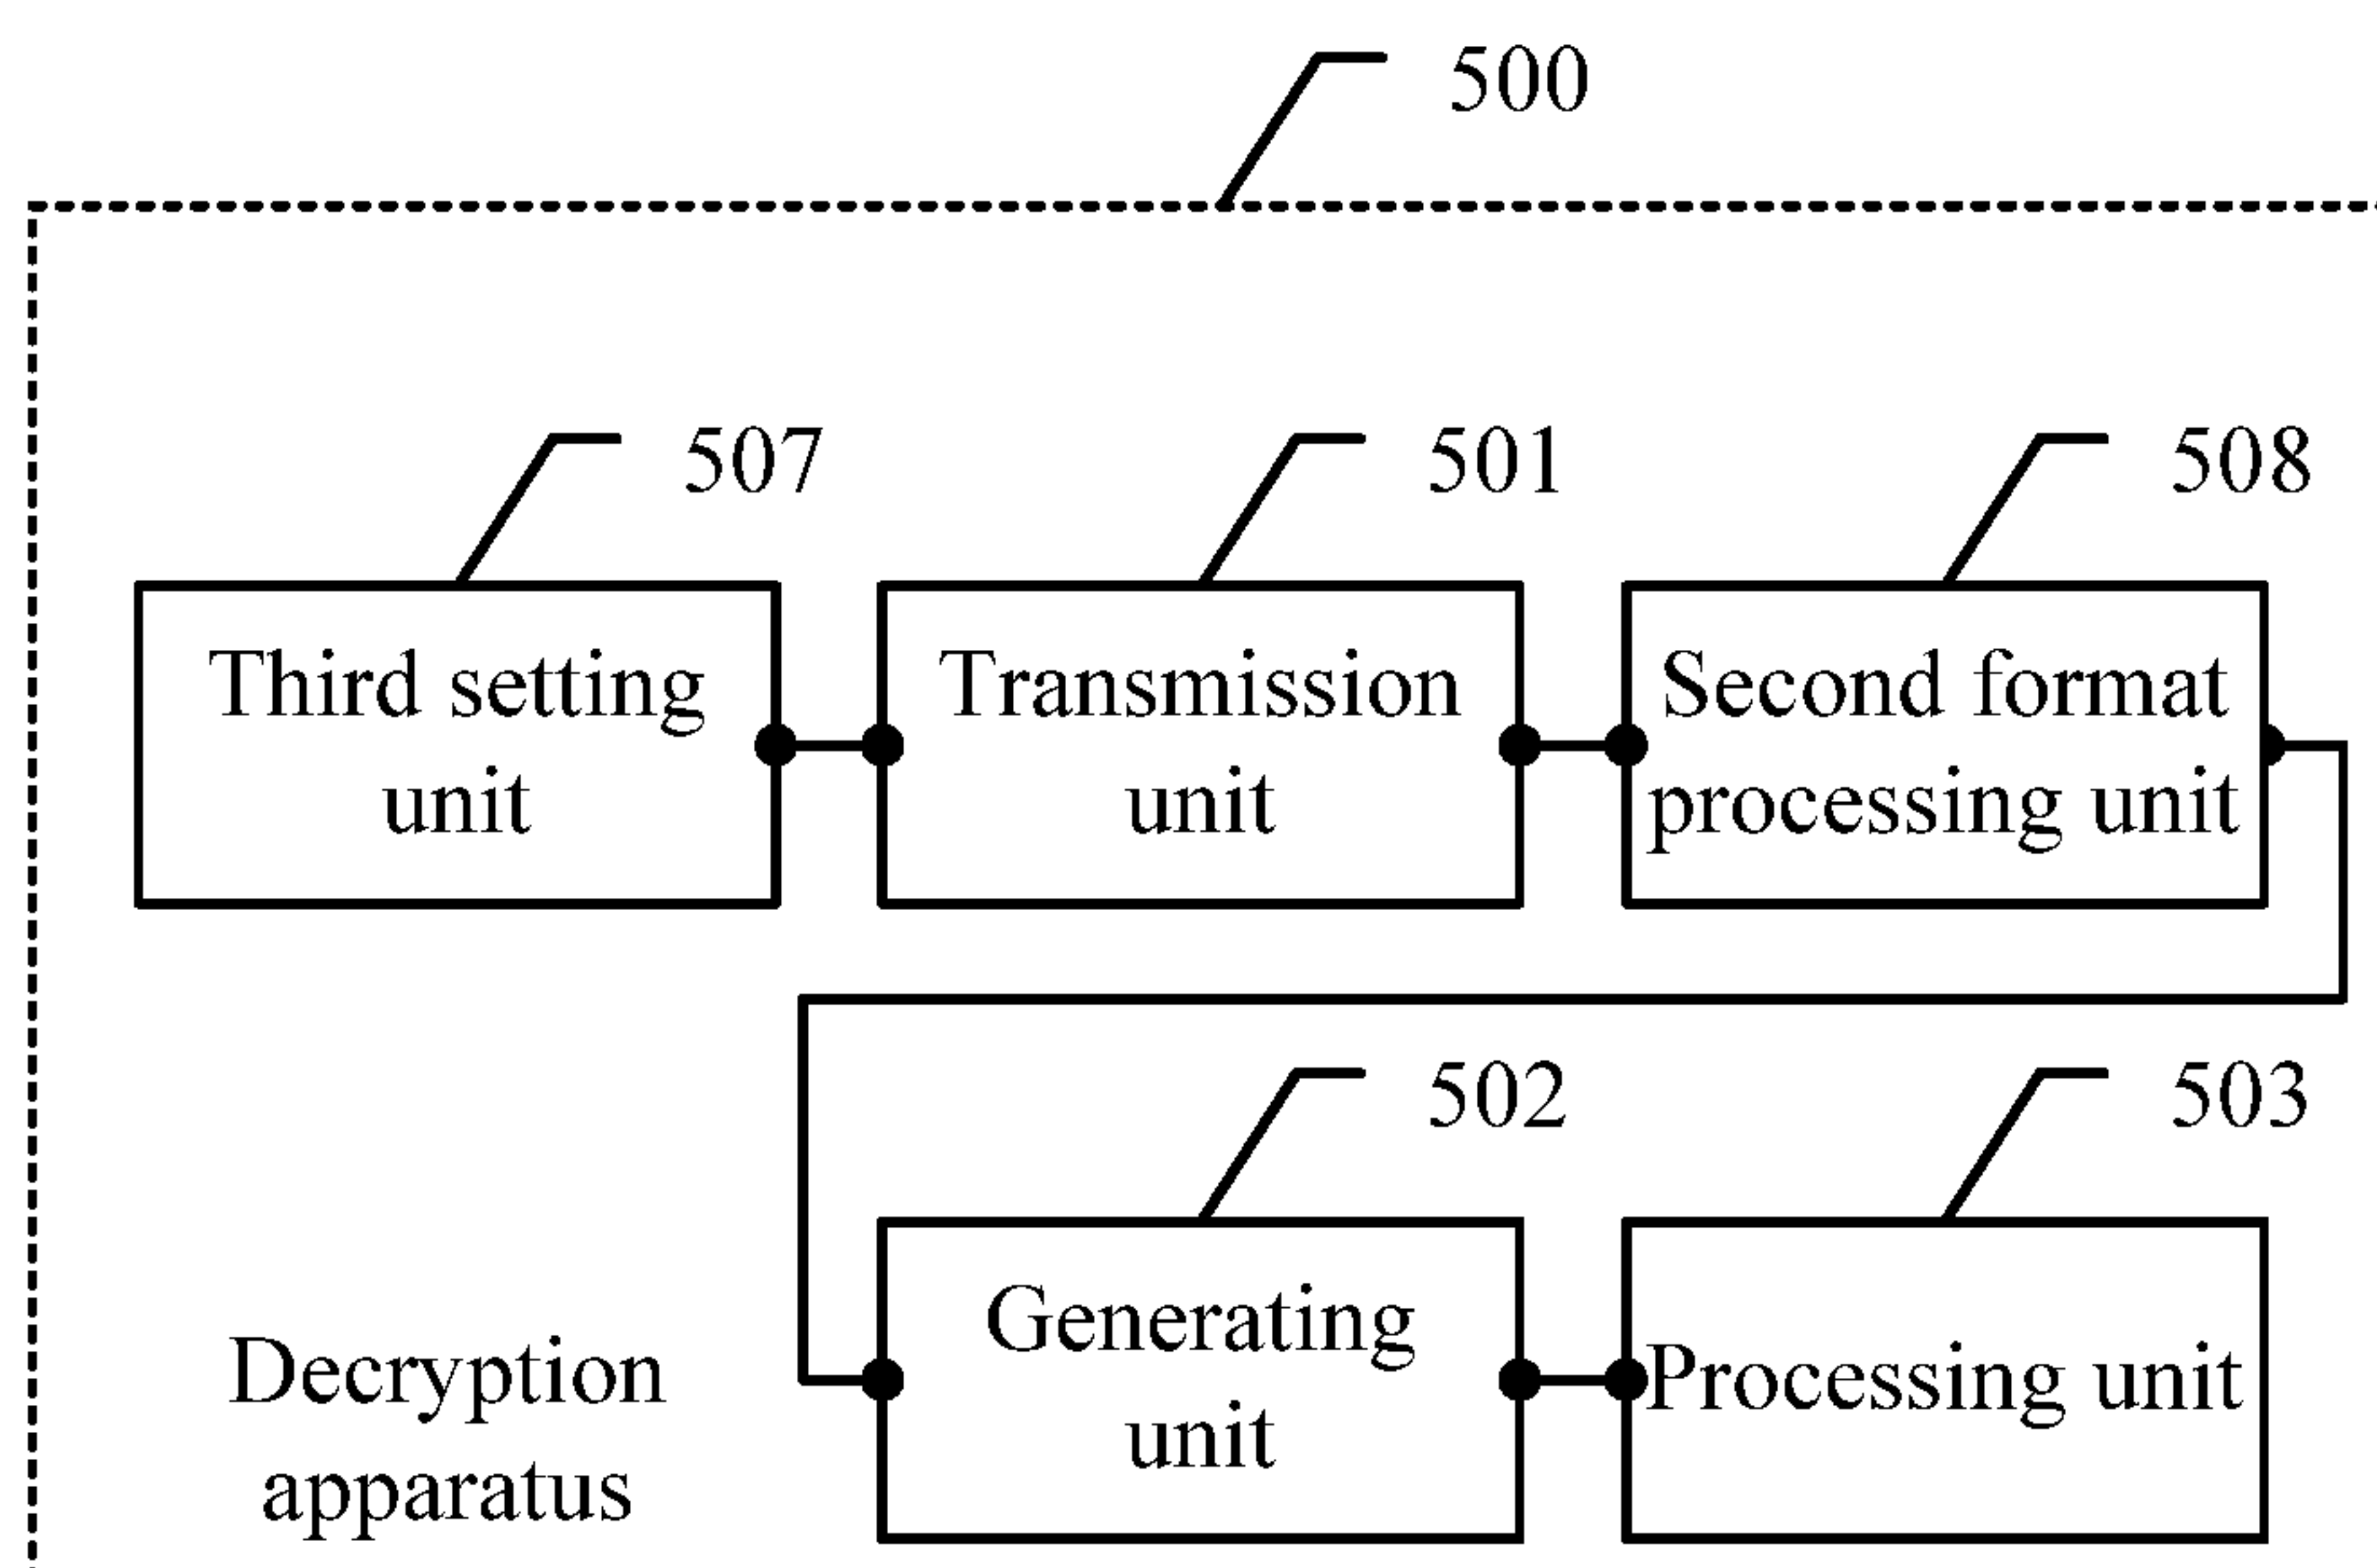 500
507
501
508
Third setting
unit
Transmission
unit
Second format
processing unit
502
503
Generating
unit
Processing unit
Decryption
apparatus